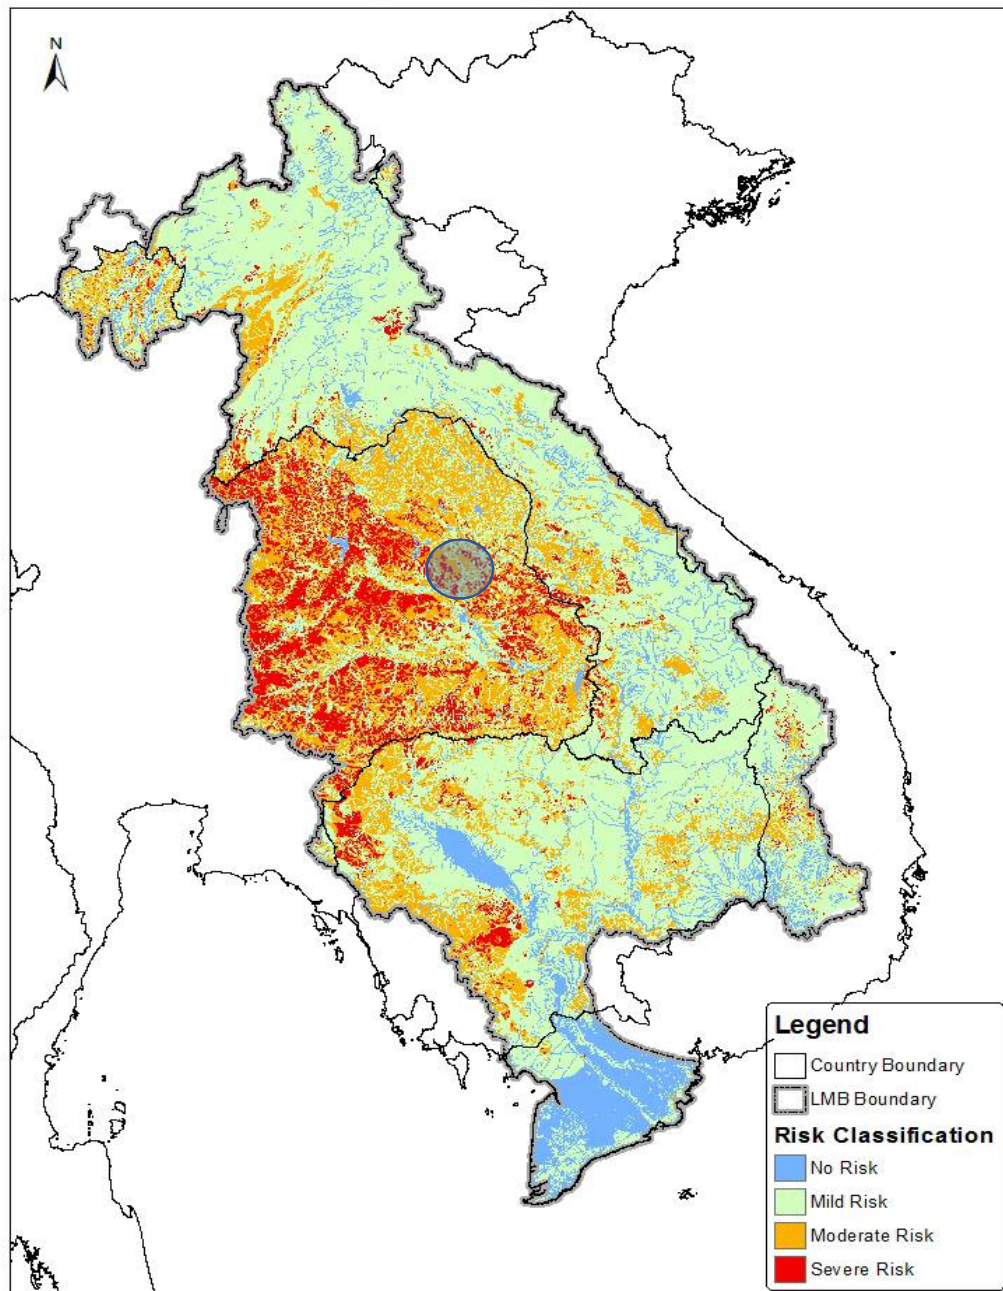 N
Legend
Country Boundary
LMB Boundary
Risk Classification
No Risk
Mild Risk
Moderate Risk
Severe Risk